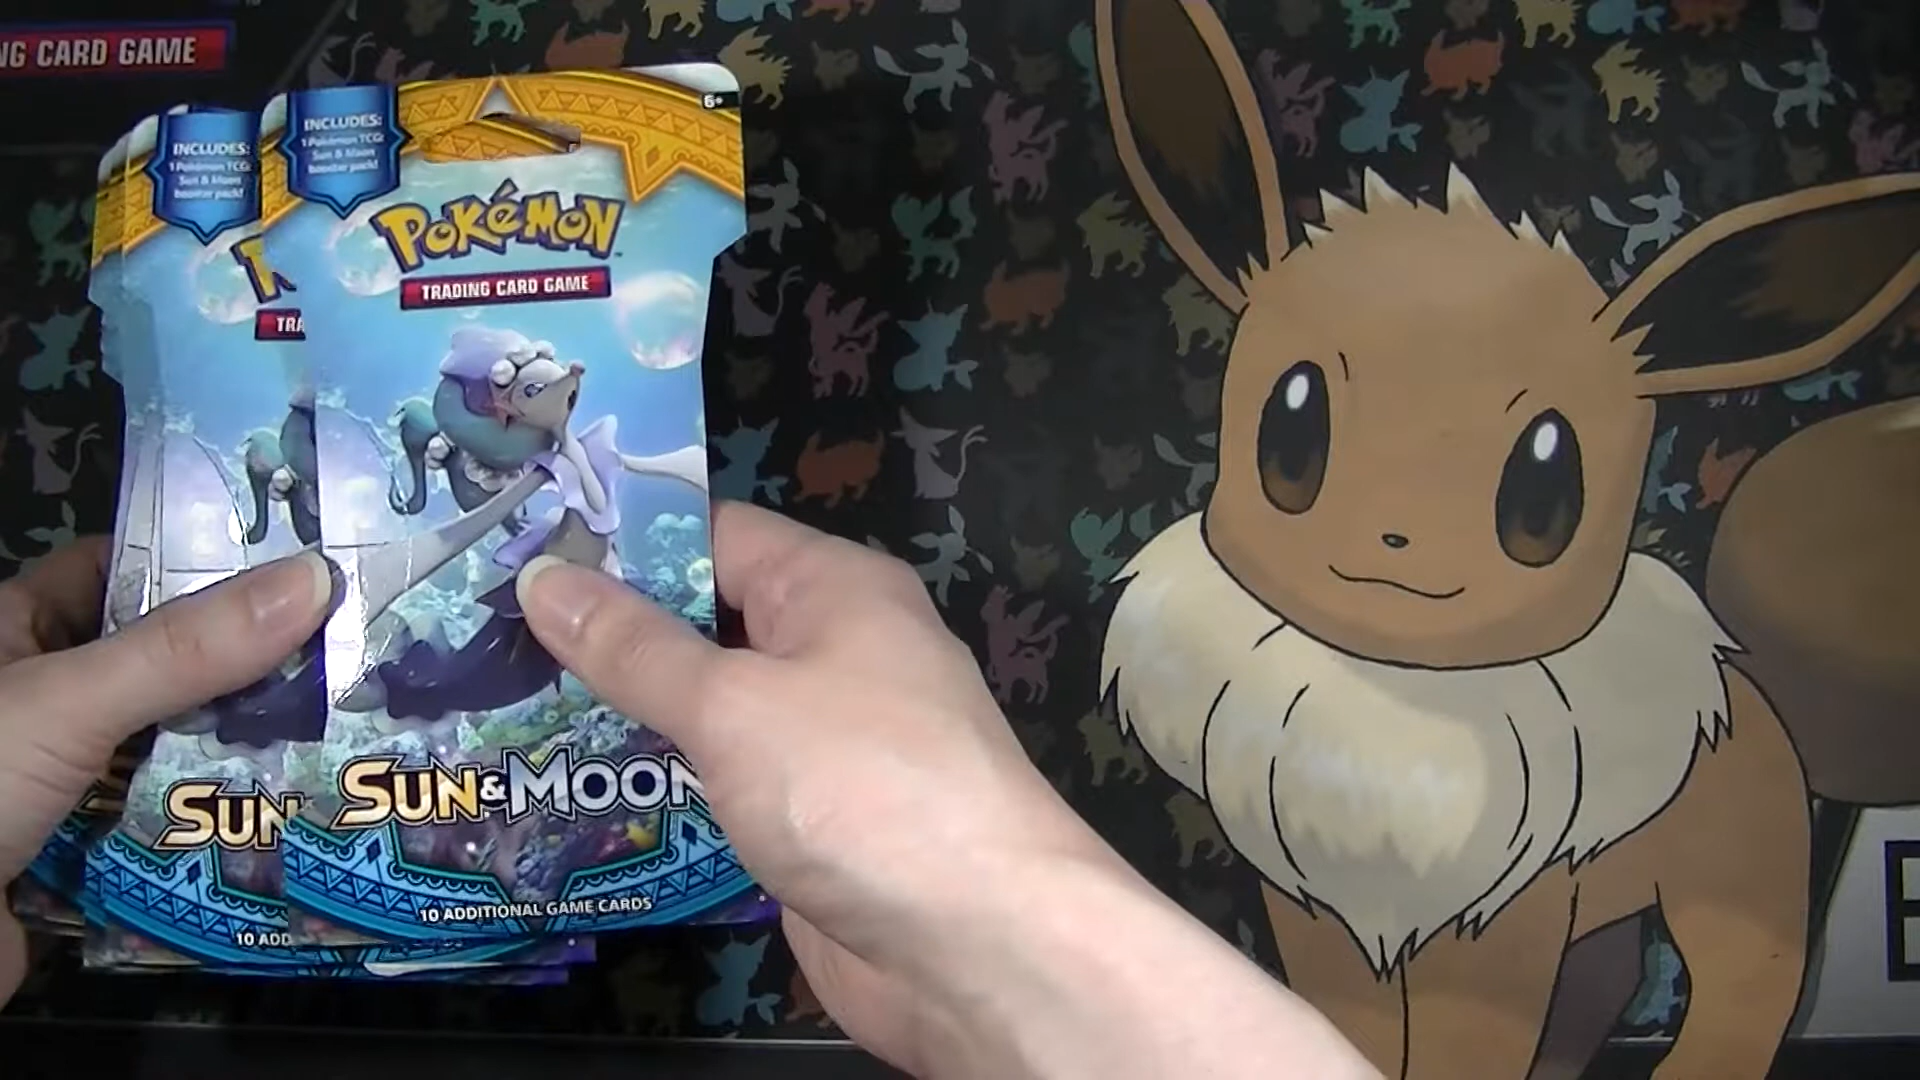 NG CARD GAME
INCLUDES:
1 Pokémon TCG:
Sun & Moon
booster pack!
TRA
SUN
10 ADD
INCLUDES:
1 Pokémon TCG:
Sun & Moon
booster pack!
6+
POKéMON
TRADING CARD GAME
SUN & MOON
10 ADDITIONAL GAME CARDS